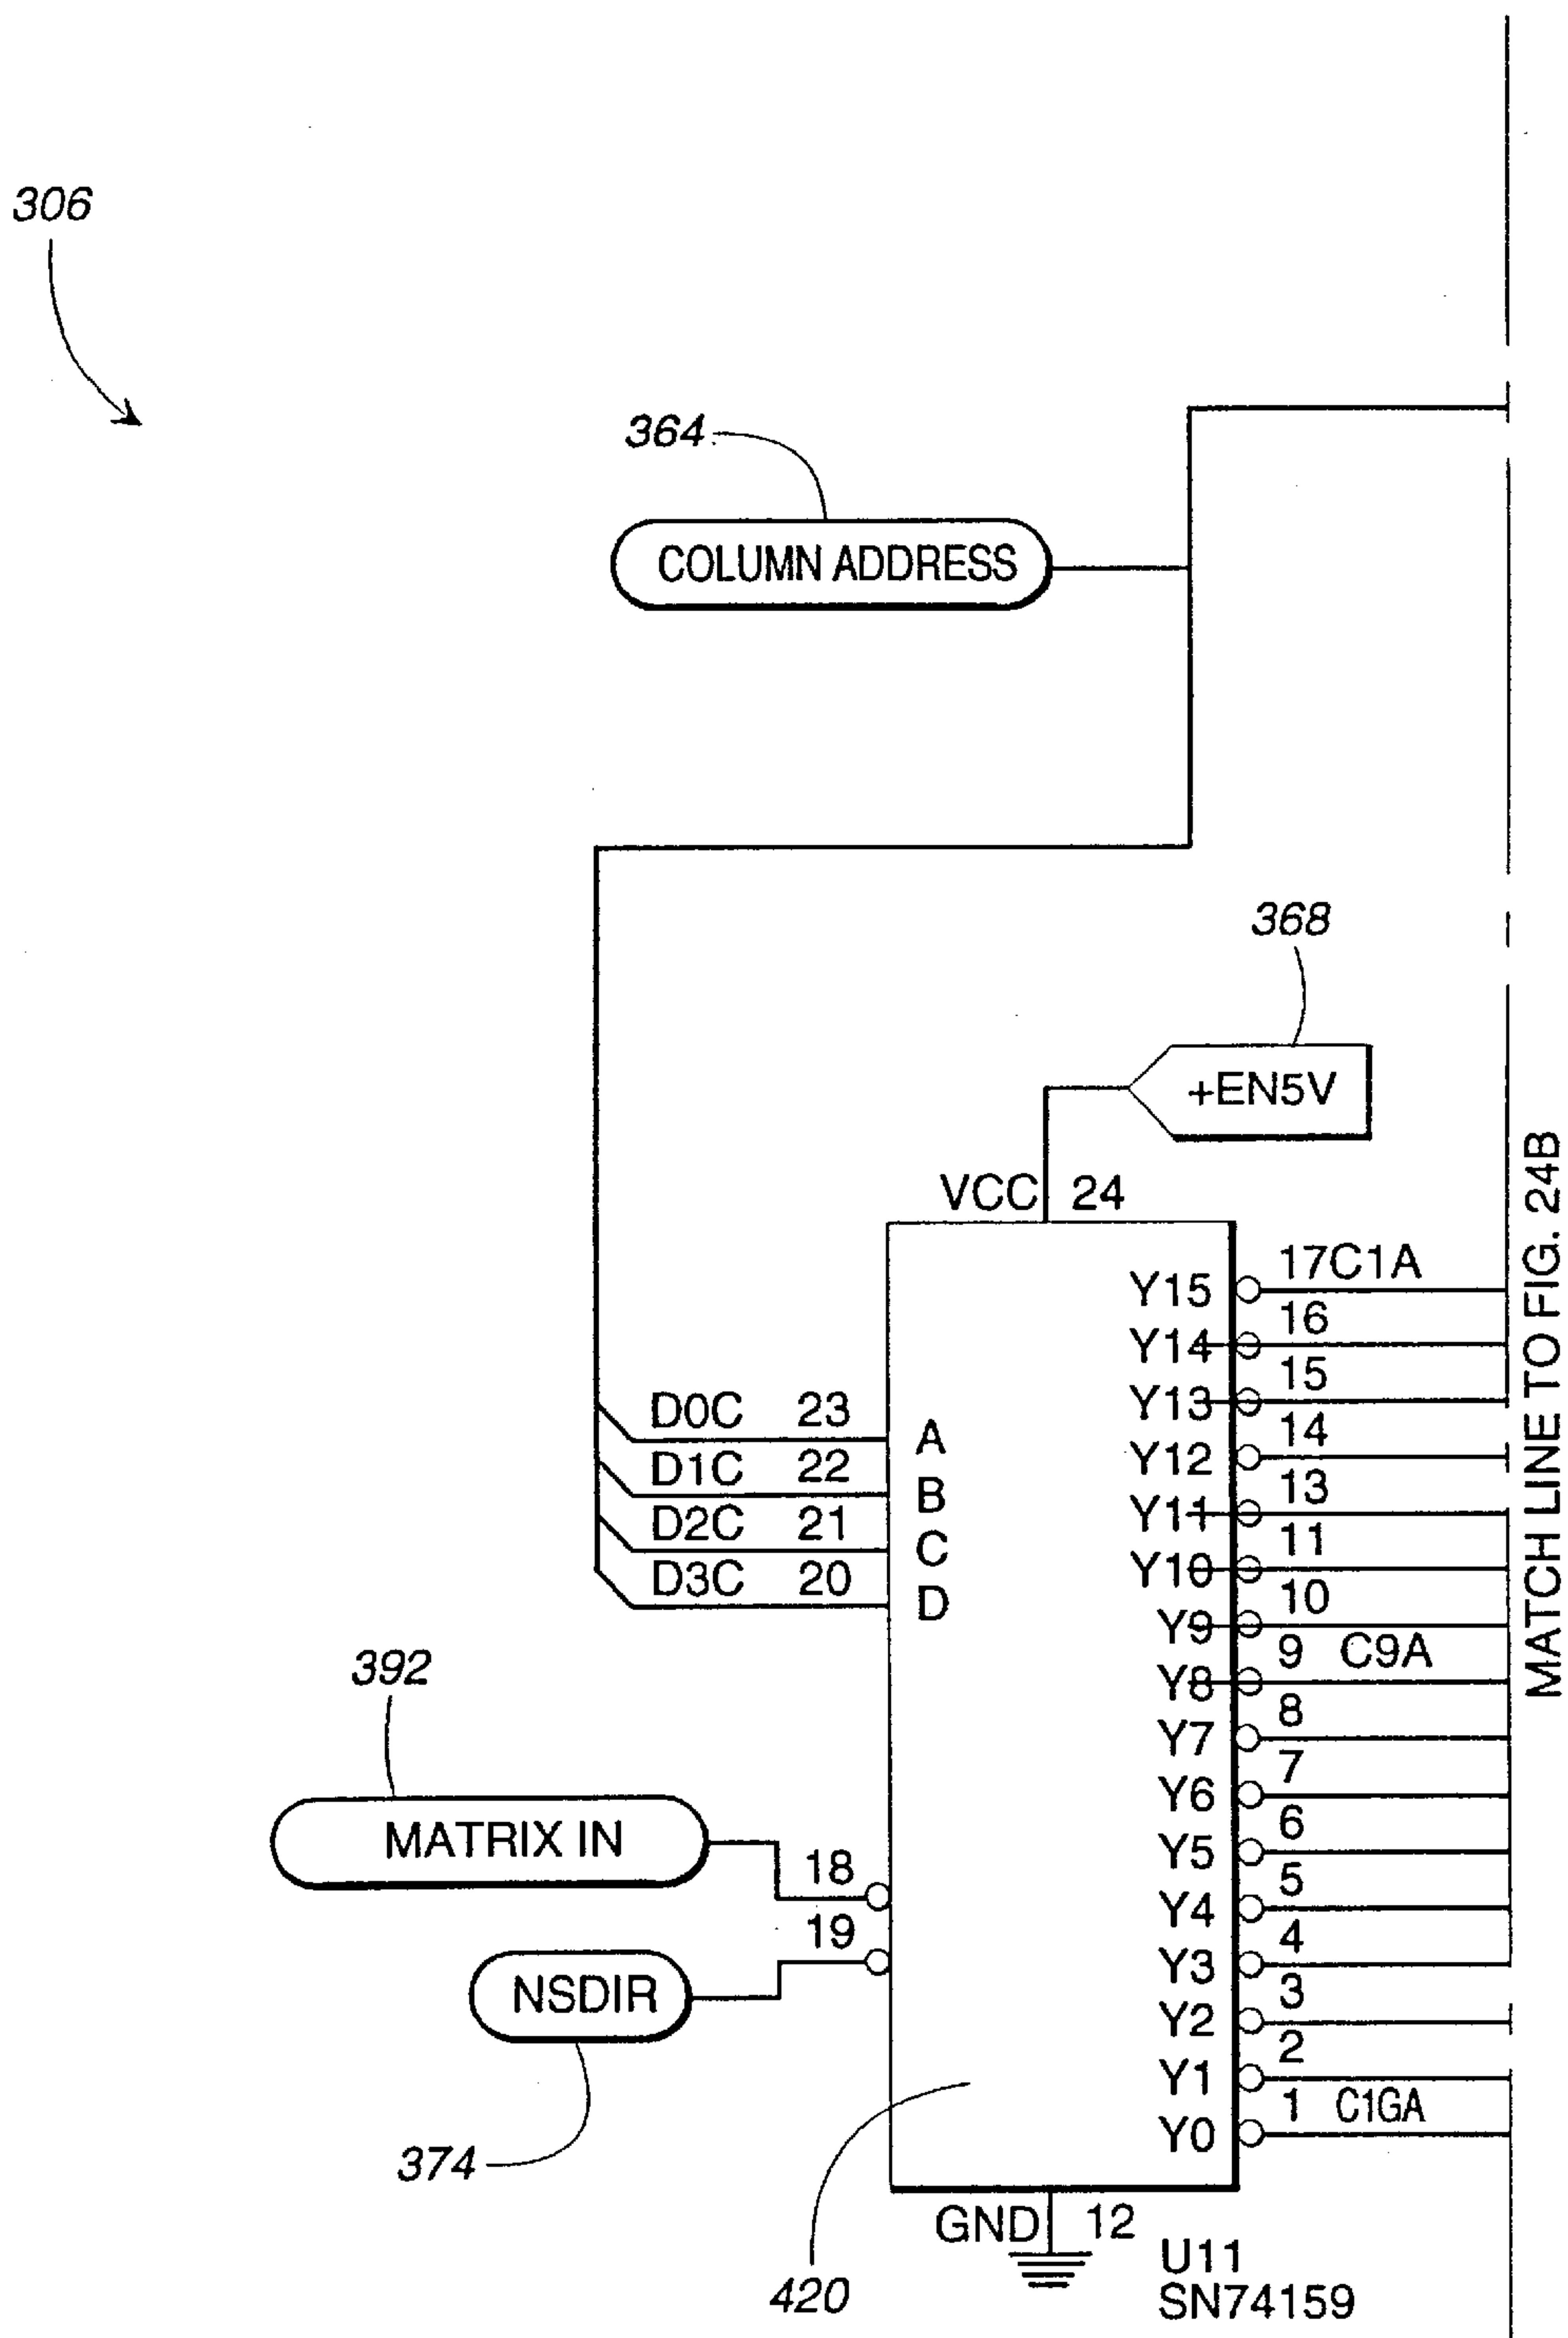 306
364
COLUMN ADDRESS
368
+EN5V
VCC 24
Y15 17C1A
Y14 16
Y13 15
Y12 14
Y11 13
Y10 11
Y9 10
Y8 9 C9A
Y7 8
Y6 7
Y5 6
Y4 5
Y3 4
Y2 3
Y1 2
Y0 1 C1GA
D0C 23 A
D1C 22 B
D2C 21 C
D3C 20 D
392
MATRIX IN
18
19
NSDIR
374
GND 12
U11
SN74159
420
MATCH LINE TO FIG. 24B